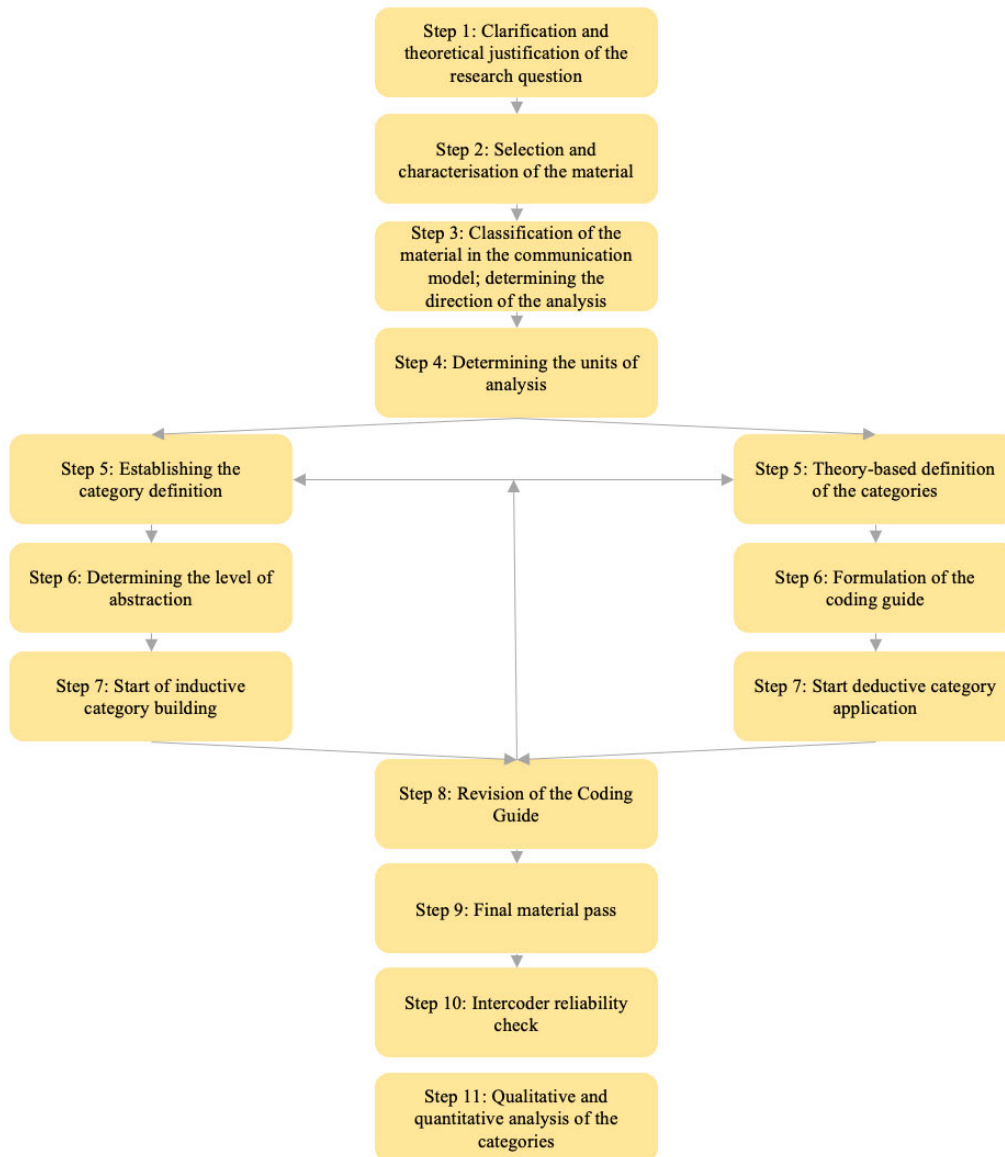 Step 1: Clarification and
theoretical justification of the
research question
Step 2: Selection and
characterisation of the material
Step 3: Classification of the
material in the communication
model; determining the
direction of the analysis
Step 4: Determining the units of
analysis
Step 5: Establishing the
category definition
Step 5: Theory-based definition
of the categories
Step 6: Determining the level of
abstraction
Step 6: Formulation of the
coding guide
Step 7: Start of inductive
category building
Step 7: Start deductive category
application
Step 8: Revision of the Coding
Guide
Step 9: Final material pass
Step 10: Intercoder reliability
check
Step 11: Qualitative and
quantitative analysis of the
categories